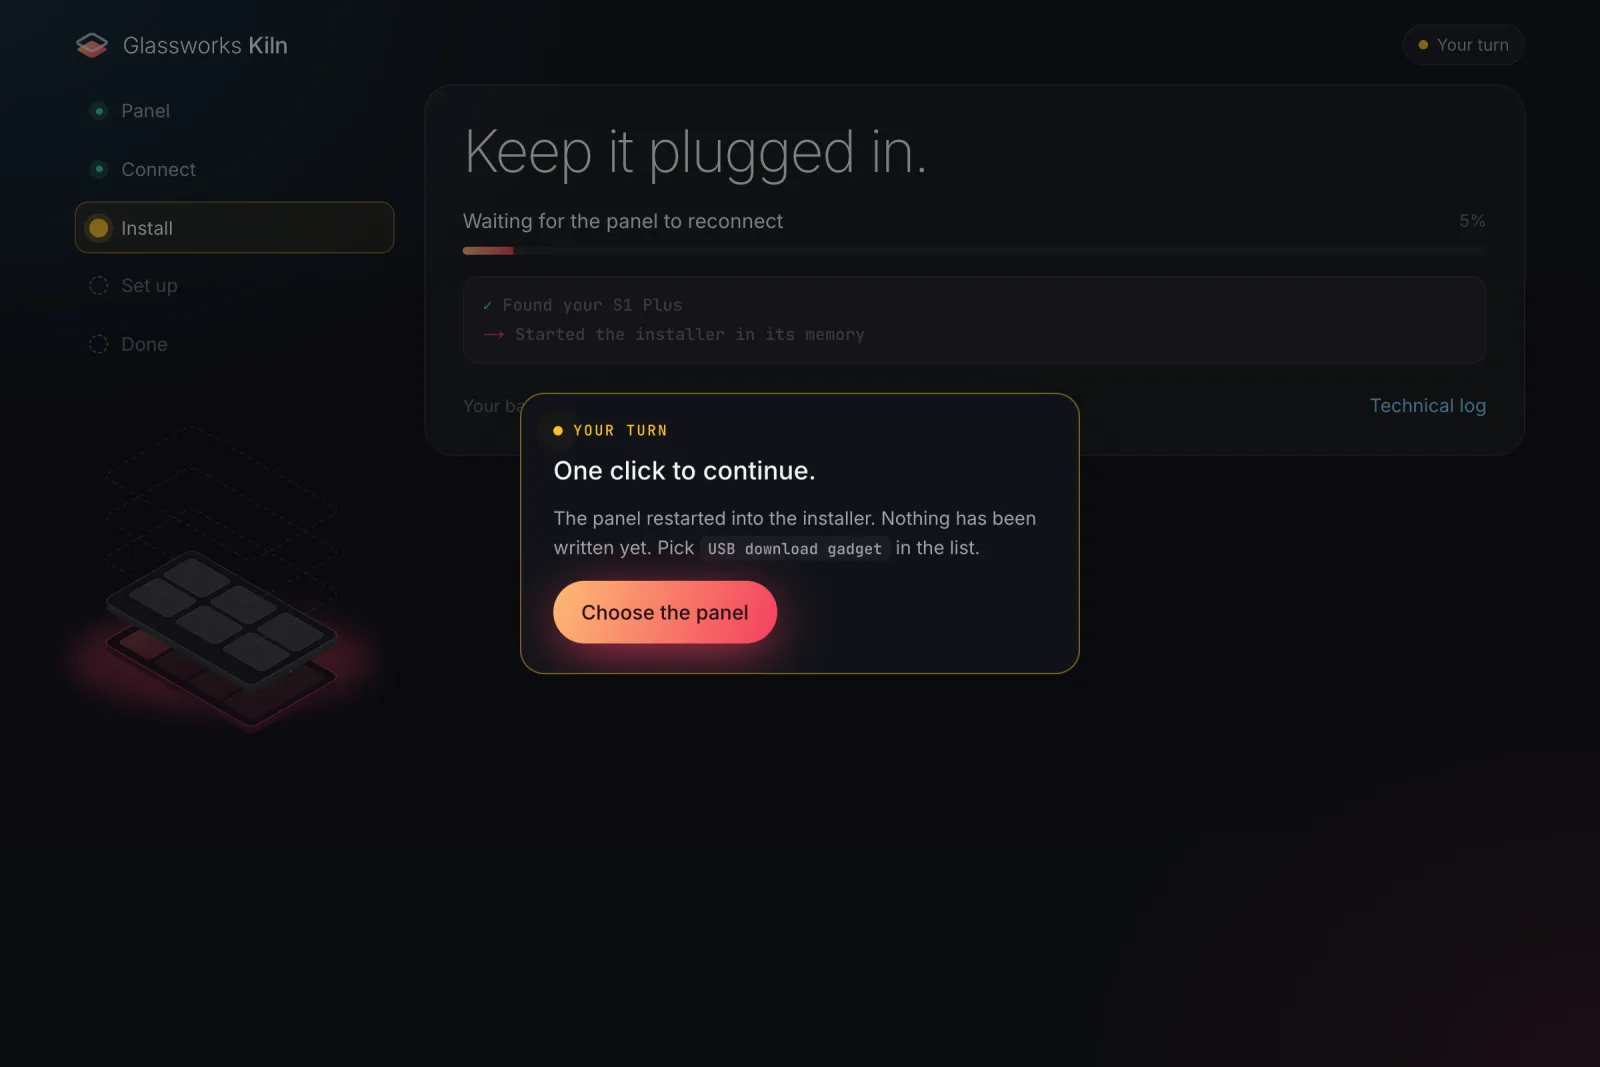 Glassworks Kiln
Your turn
Panel
Connect
Install
Set up
Done
Keep it plugged in.
Waiting for the panel to reconnect
5%
✓ Found your S1 Plus
→ Started the installer in its memory
Your ba
Technical log
YOUR TURN
One click to continue.
The panel restarted into the installer. Nothing has been
written yet. Pick USB download gadget in the list.
Choose the panel